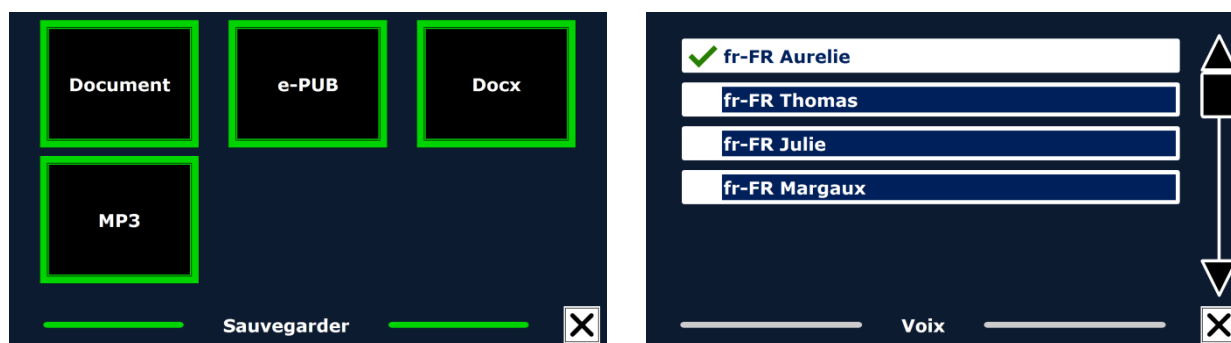 Document
e-PUB
Docx
MP3
Sauvegarder
fr-FR Aurelie
fr-FR Thomas
fr-FR Julie
fr-FR Margaux
Voix